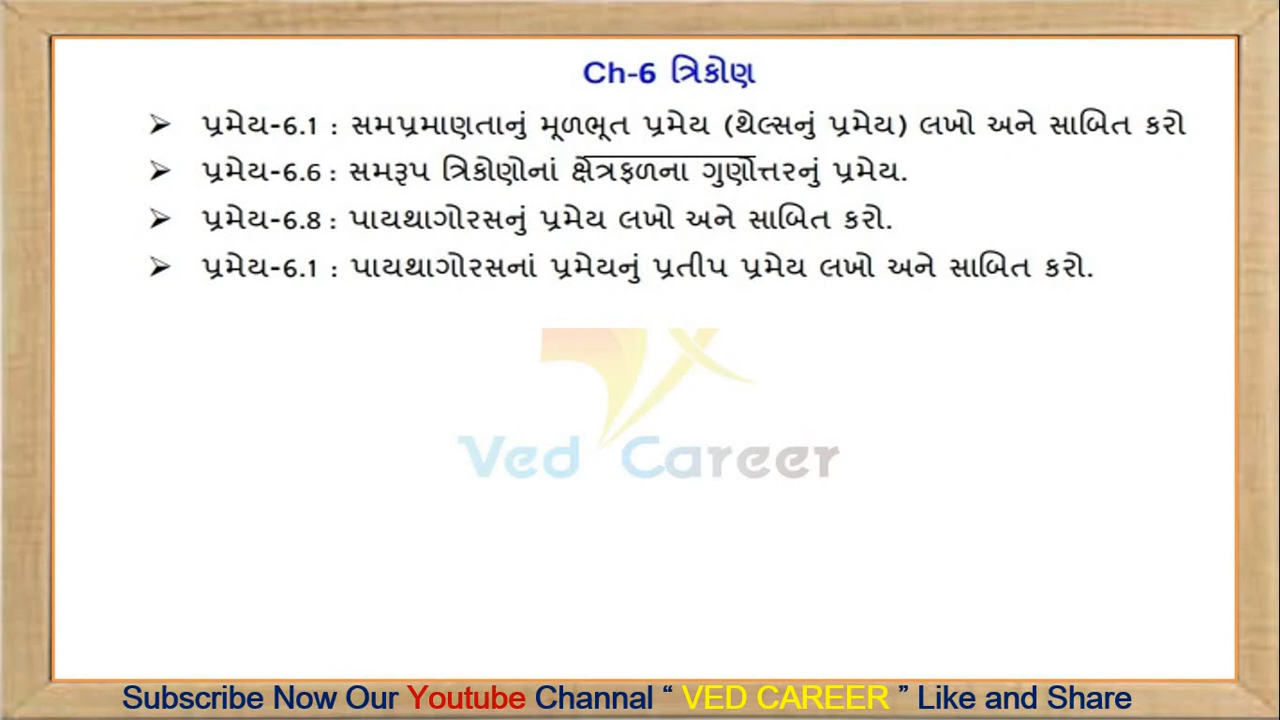 Ch-6 ત્રિકોણ
➢ પ્રમેય-6.1 : સમપ્રમાણતાનું મૂળભૂત પ્રમેય (થેલ્સનું પ્રમેય) લખો અને સાબિત કરો
➢ પ્રમેય-6.6 : સમરૂપ ત્રિકોણોનાં ક્ષેત્રફળના ગુણોત્તરનું પ્રમેય.
➢ પ્રમેય-6.8 : પાયથાગોરસનું પ્રમેય લખો અને સાબિત કરો.
➢ પ્રમેય-6.1 : પાયથાગોરસનાં પ્રમેયનું પ્રતીપ પ્રમેય લખો અને સાબિત કરો.
Ved Career
Subscribe Now Our Youtube Channal “ VED CAREER ” Like and Share